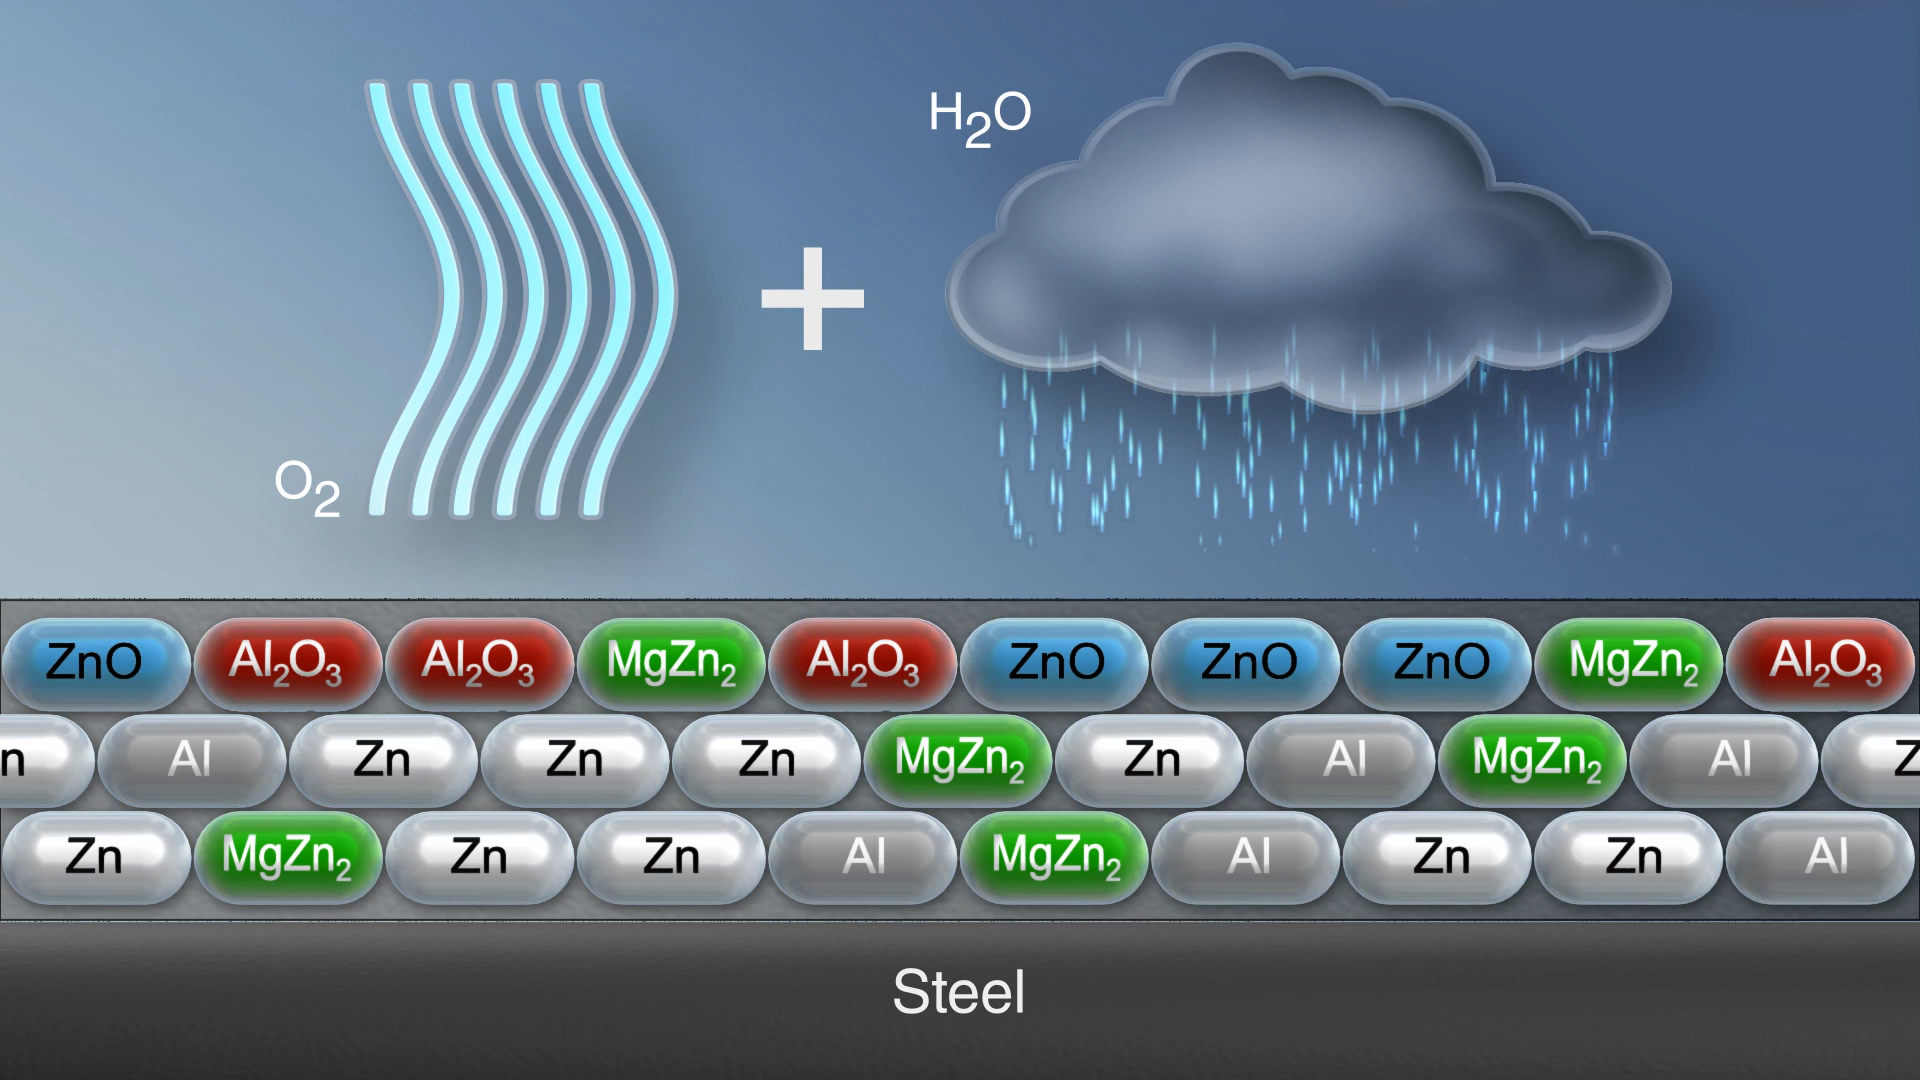 H₂O
O₂
ZnO Al₂O₃ Al₂O₃ MgZn₂ Al₂O₃ ZnO ZnO ZnO MgZn₂ Al₂O₃
n Al Zn Zn Zn MgZn₂ Zn Al MgZn₂ Al Z
Zn MgZn₂ Zn Zn Al MgZn₂ Al Zn Zn Al
Steel